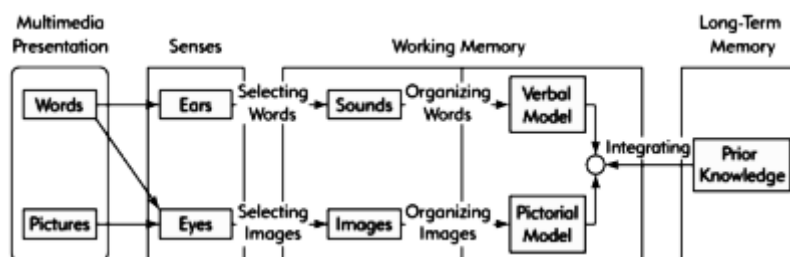 Multimedia
Presentation
Senses
Working Memory
Long-Term
Memory
Words
Ears
Selecting
Words
Sounds
Organizing
Words
Verbal
Model
Integrating
Prior
Knowledge
Pictures
Eyes
Selecting
Images
Images
Organizing
Images
Pictorial
Model